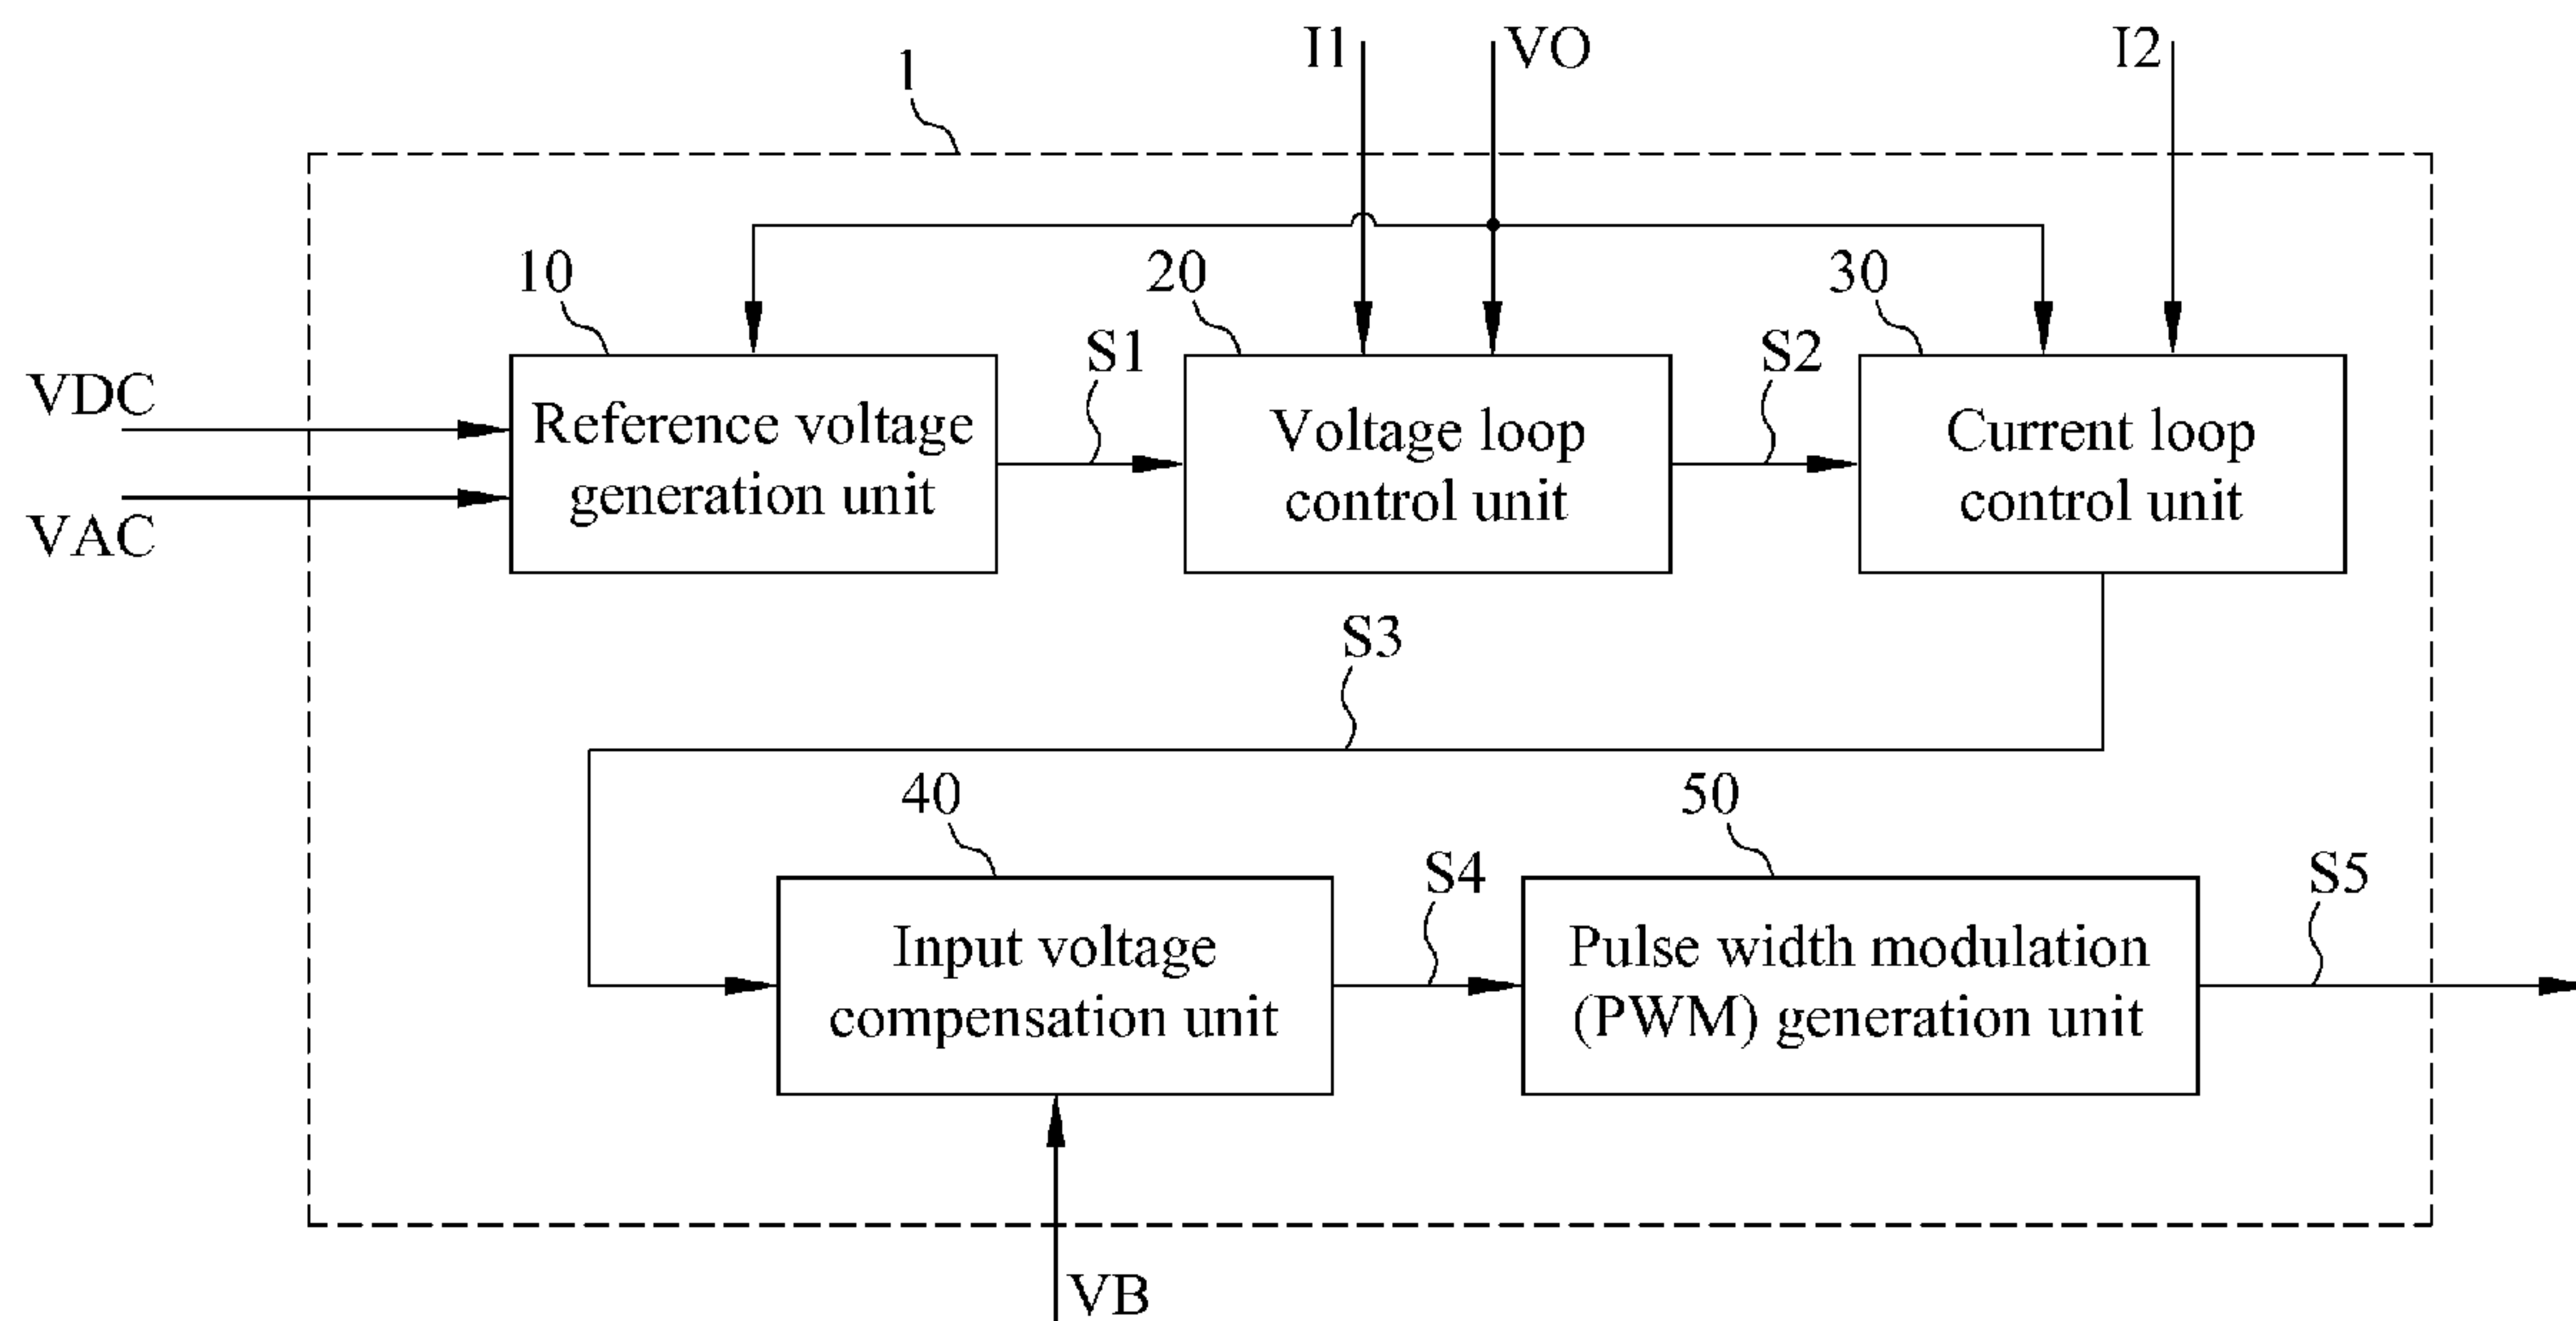 1
I1
VO
I2
10
20
30
VDC
VAC
Reference voltage
generation unit
S1
Voltage loop
control unit
S2
Current loop
control unit
S3
40
50
Input voltage
compensation unit
S4
Pulse width modulation
(PWM) generation unit
S5
VB